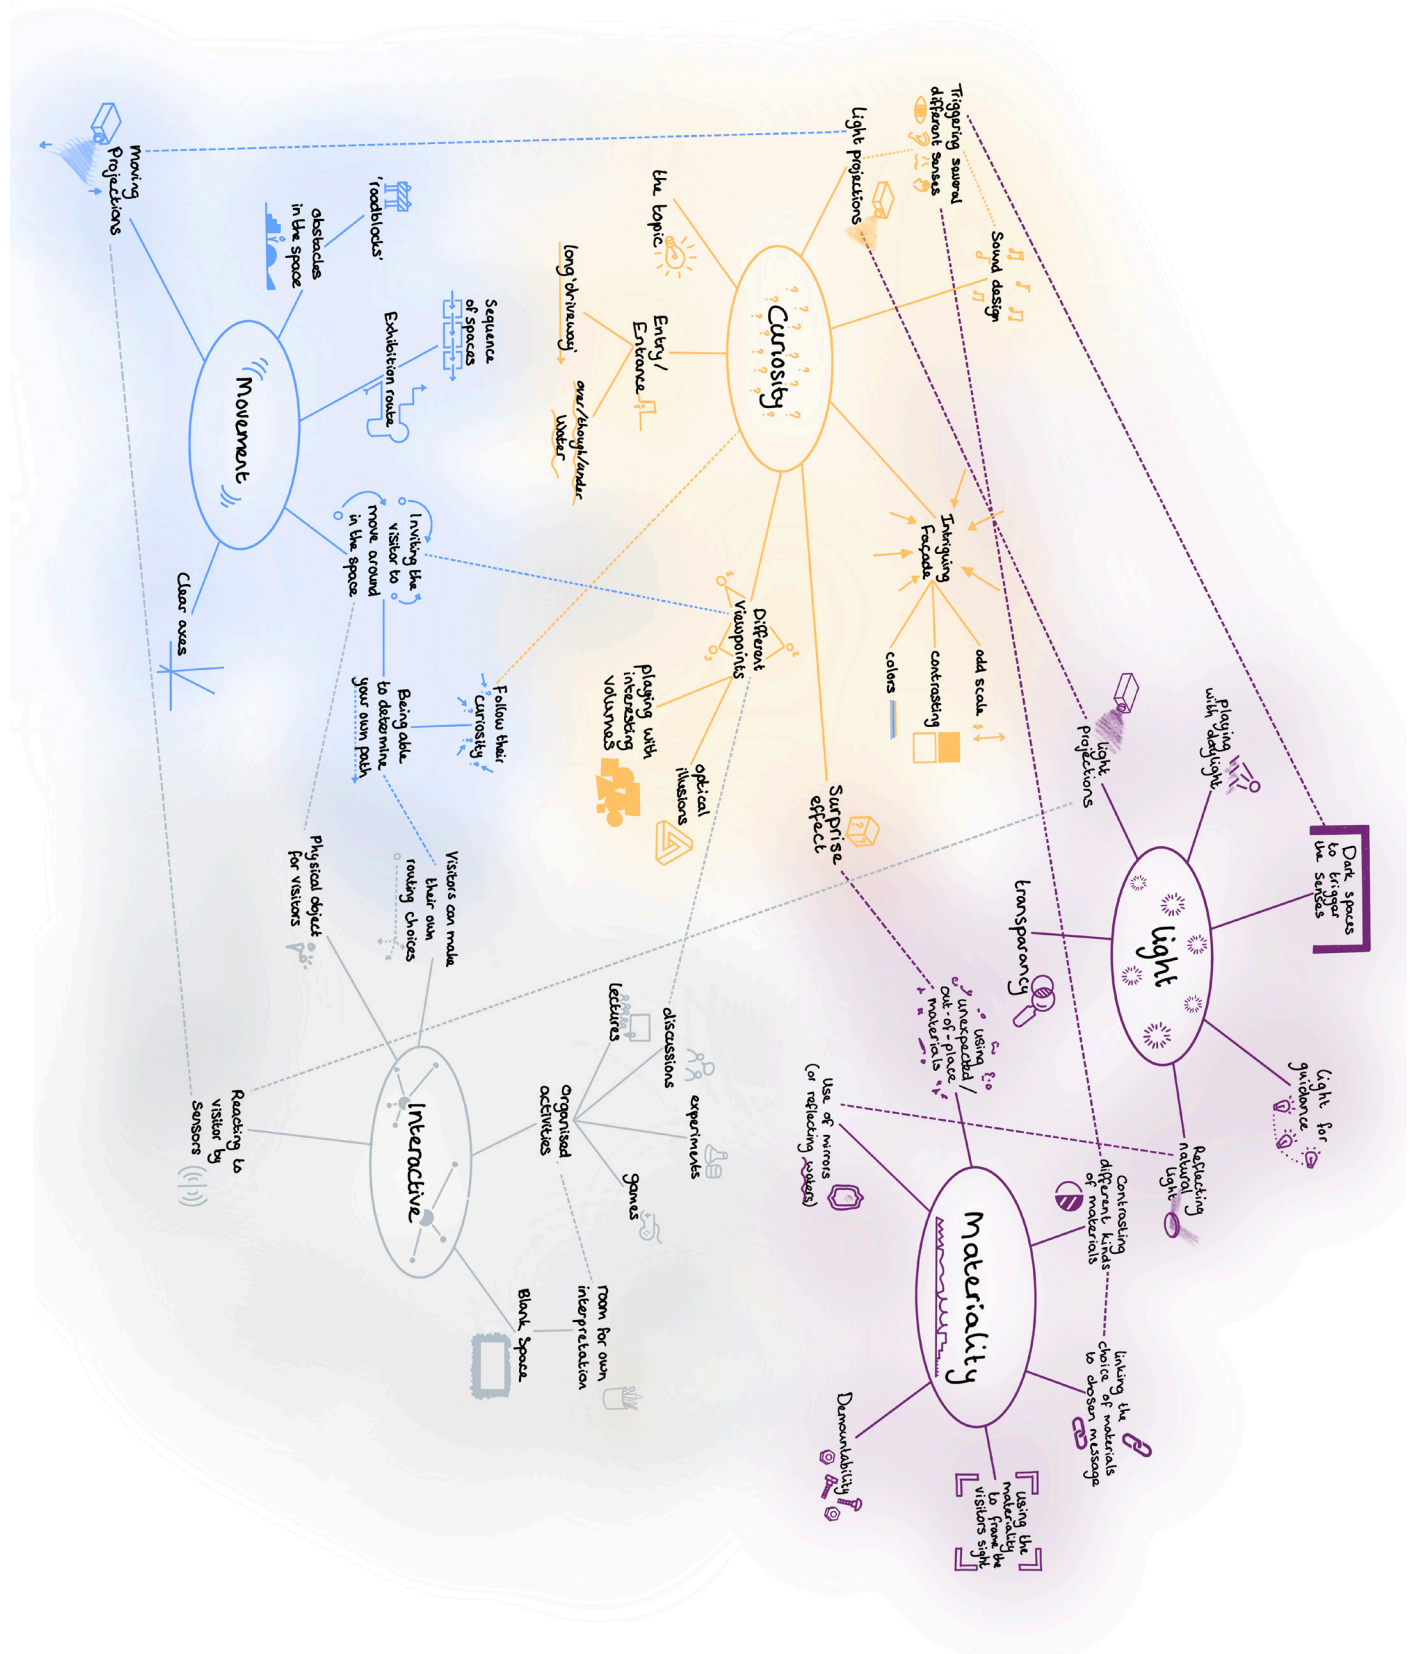 Triggering several
different senses
Light projections
Sound design
the topic
Curiosity
Entry/
Entrance
long 'driveway'
over/though/under
Water
Intriguing
Façade
odd scale
contrasting
colors
Different
Viewpoints
playing with
interesting
volumes
optical
illusions
Surprise
effect
Follow their
curiosity
moving
Projections
'roadblocks'
obstacles
in the space
Sequence
of spaces
Exhibition route
Movement
Inviting the
visitor to
move around
in the space
Clear axes
Being able
to determine
your own path
playing
with daylight
light
projections
Dark spaces
to trigger
the senses
light
transparancy
light for
guidance
Reflecting
natural
light
using
unexpected/
out-of-place
materials
Use of mirrors
(or reflecting waters)
Contrasting
different kinds
of materials
Materiality
linking the
choice of materials
to chosen message
Demountability
using the
materiality
to frame the
visitors sight
Visitors can make
their own
routing choices
Physical object
for visitors
lectures
discussions
experiments
games
Organised
activities
Interactive
Reacting to
visitor by
sensors
room for own
interpretation
Blank Space